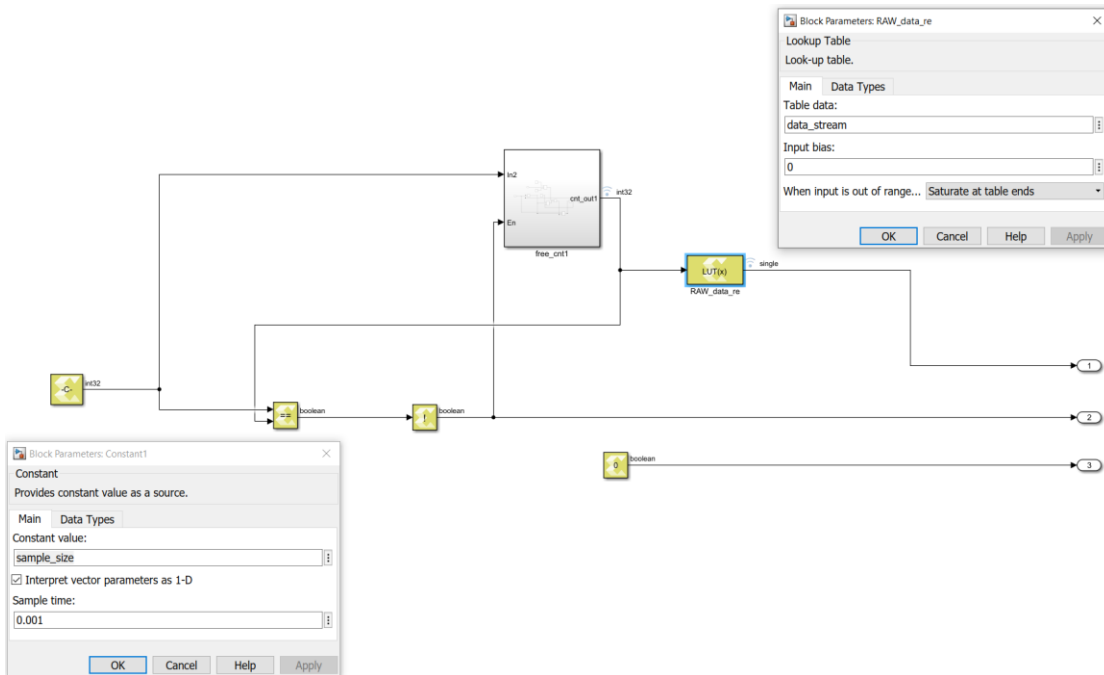 Block Parameters: RAW_data_re
Lookup Table
Look-up table.
Main Data Types
Table data:
data_stream
Input bias:
0
When input is out of range... Saturate at table ends
OK Cancel Help Apply
In2
cnt_out1
int32
En
free_cnt1
LUT(x)
single
RAW_data_re
-C-
int32
1
==
boolean
!
boolean
2
0
boolean
3
Block Parameters: Constant1
Constant
Provides constant value as a source.
Main Data Types
Constant value:
sample_size
Interpret vector parameters as 1-D
Sample time:
0.001
OK Cancel Help Apply